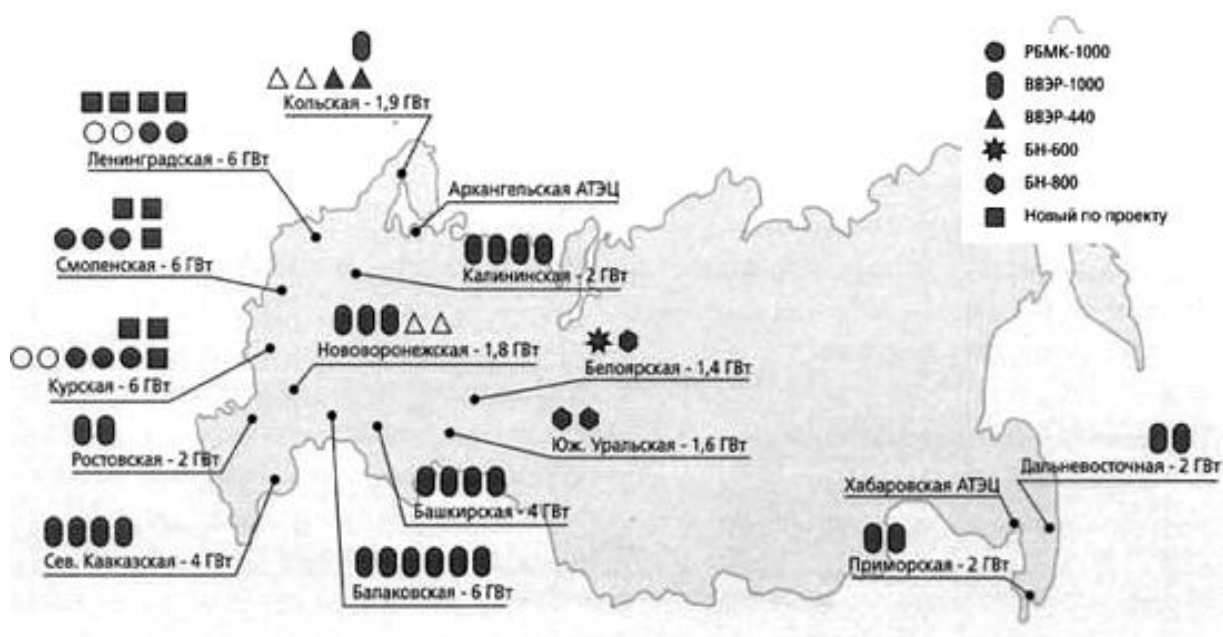 РБМК-1000
ВВЭР-1000
ВВЭР-440
БН-600
БН-800
Новый по проекту
Кольская - 1,9 ГВт
Ленинградская - 6 ГВт
Архангельская АТЭЦ
Смоленская - 6 ГВт
Калининская - 2 ГВт
Нововоронежская - 1,8 ГВт
Белоярская - 1,4 ГВт
Курская - 6 ГВт
Юж. Уральская - 1,6 ГВт
Ростовская - 2 ГВт
Дальневосточная - 2 ГВт
Хабаровская АТЭЦ
Башкирская - 4 ГВт
Сев. Кавказская - 4 ГВт
Приморская - 2 ГВт
Балаковская - 6 ГВт